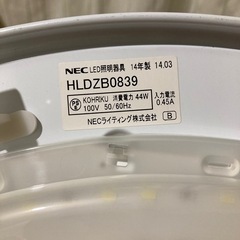 NEC LED照明器具 14年製 14.03
HLDZB0839
KOHRIKU 消費電力 44W 入力電流
100V 50/60Hz 0.45A
NECライティング株式会社 B